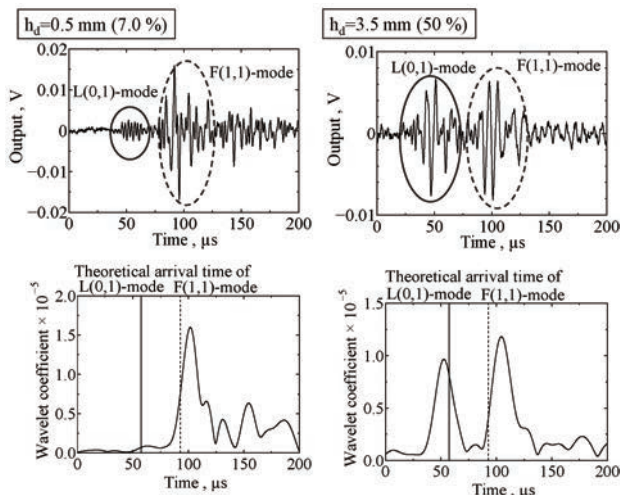 h_d=0.5 mm (7.0 %)
h_d=3.5 mm (50 %)
0.02
0.01
0
−0.01
−0.02
Output , V
L(0,1)-mode
F(1,1)-mode
0 50 100 150 200
Time , μs
0.01
0
−0.01
Output , V
L(0,1)-mode
F(1,1)-mode
0 50 100 150 200
Time , μs
Theoretical arrival time of
L(0,1)-mode F(1,1)-mode
2.0
1.5
1.0
0.5
0
Wavelet coefficient × 10⁻⁵
0 50 100 150 200
Time , μs
Theoretical arrival time of
L(0,1)-mode F(1,1)-mode
1.5
1.0
0.5
0
Wavelet coefficient × 10⁻⁵
0 50 100 150 200
Time , μs